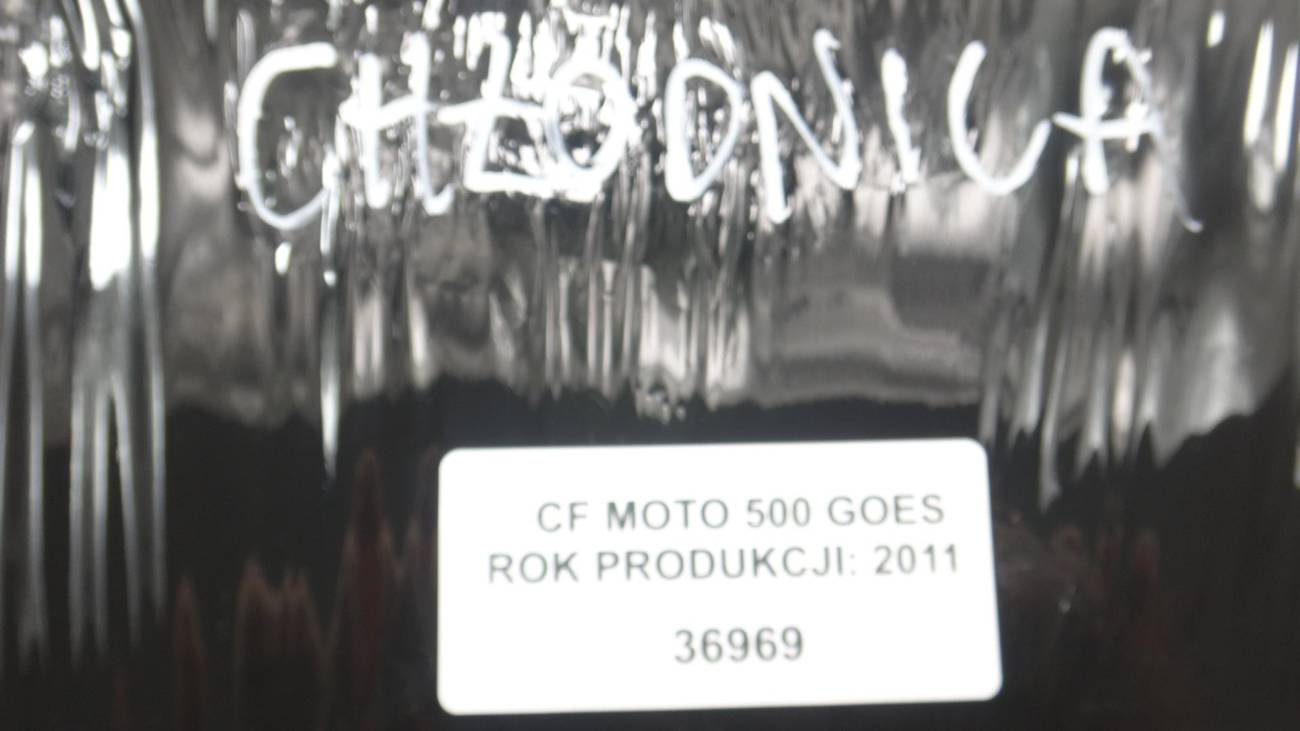 CHŁODNICA
CF MOTO 500 GOES
ROK PRODUKCJI: 2011
36969